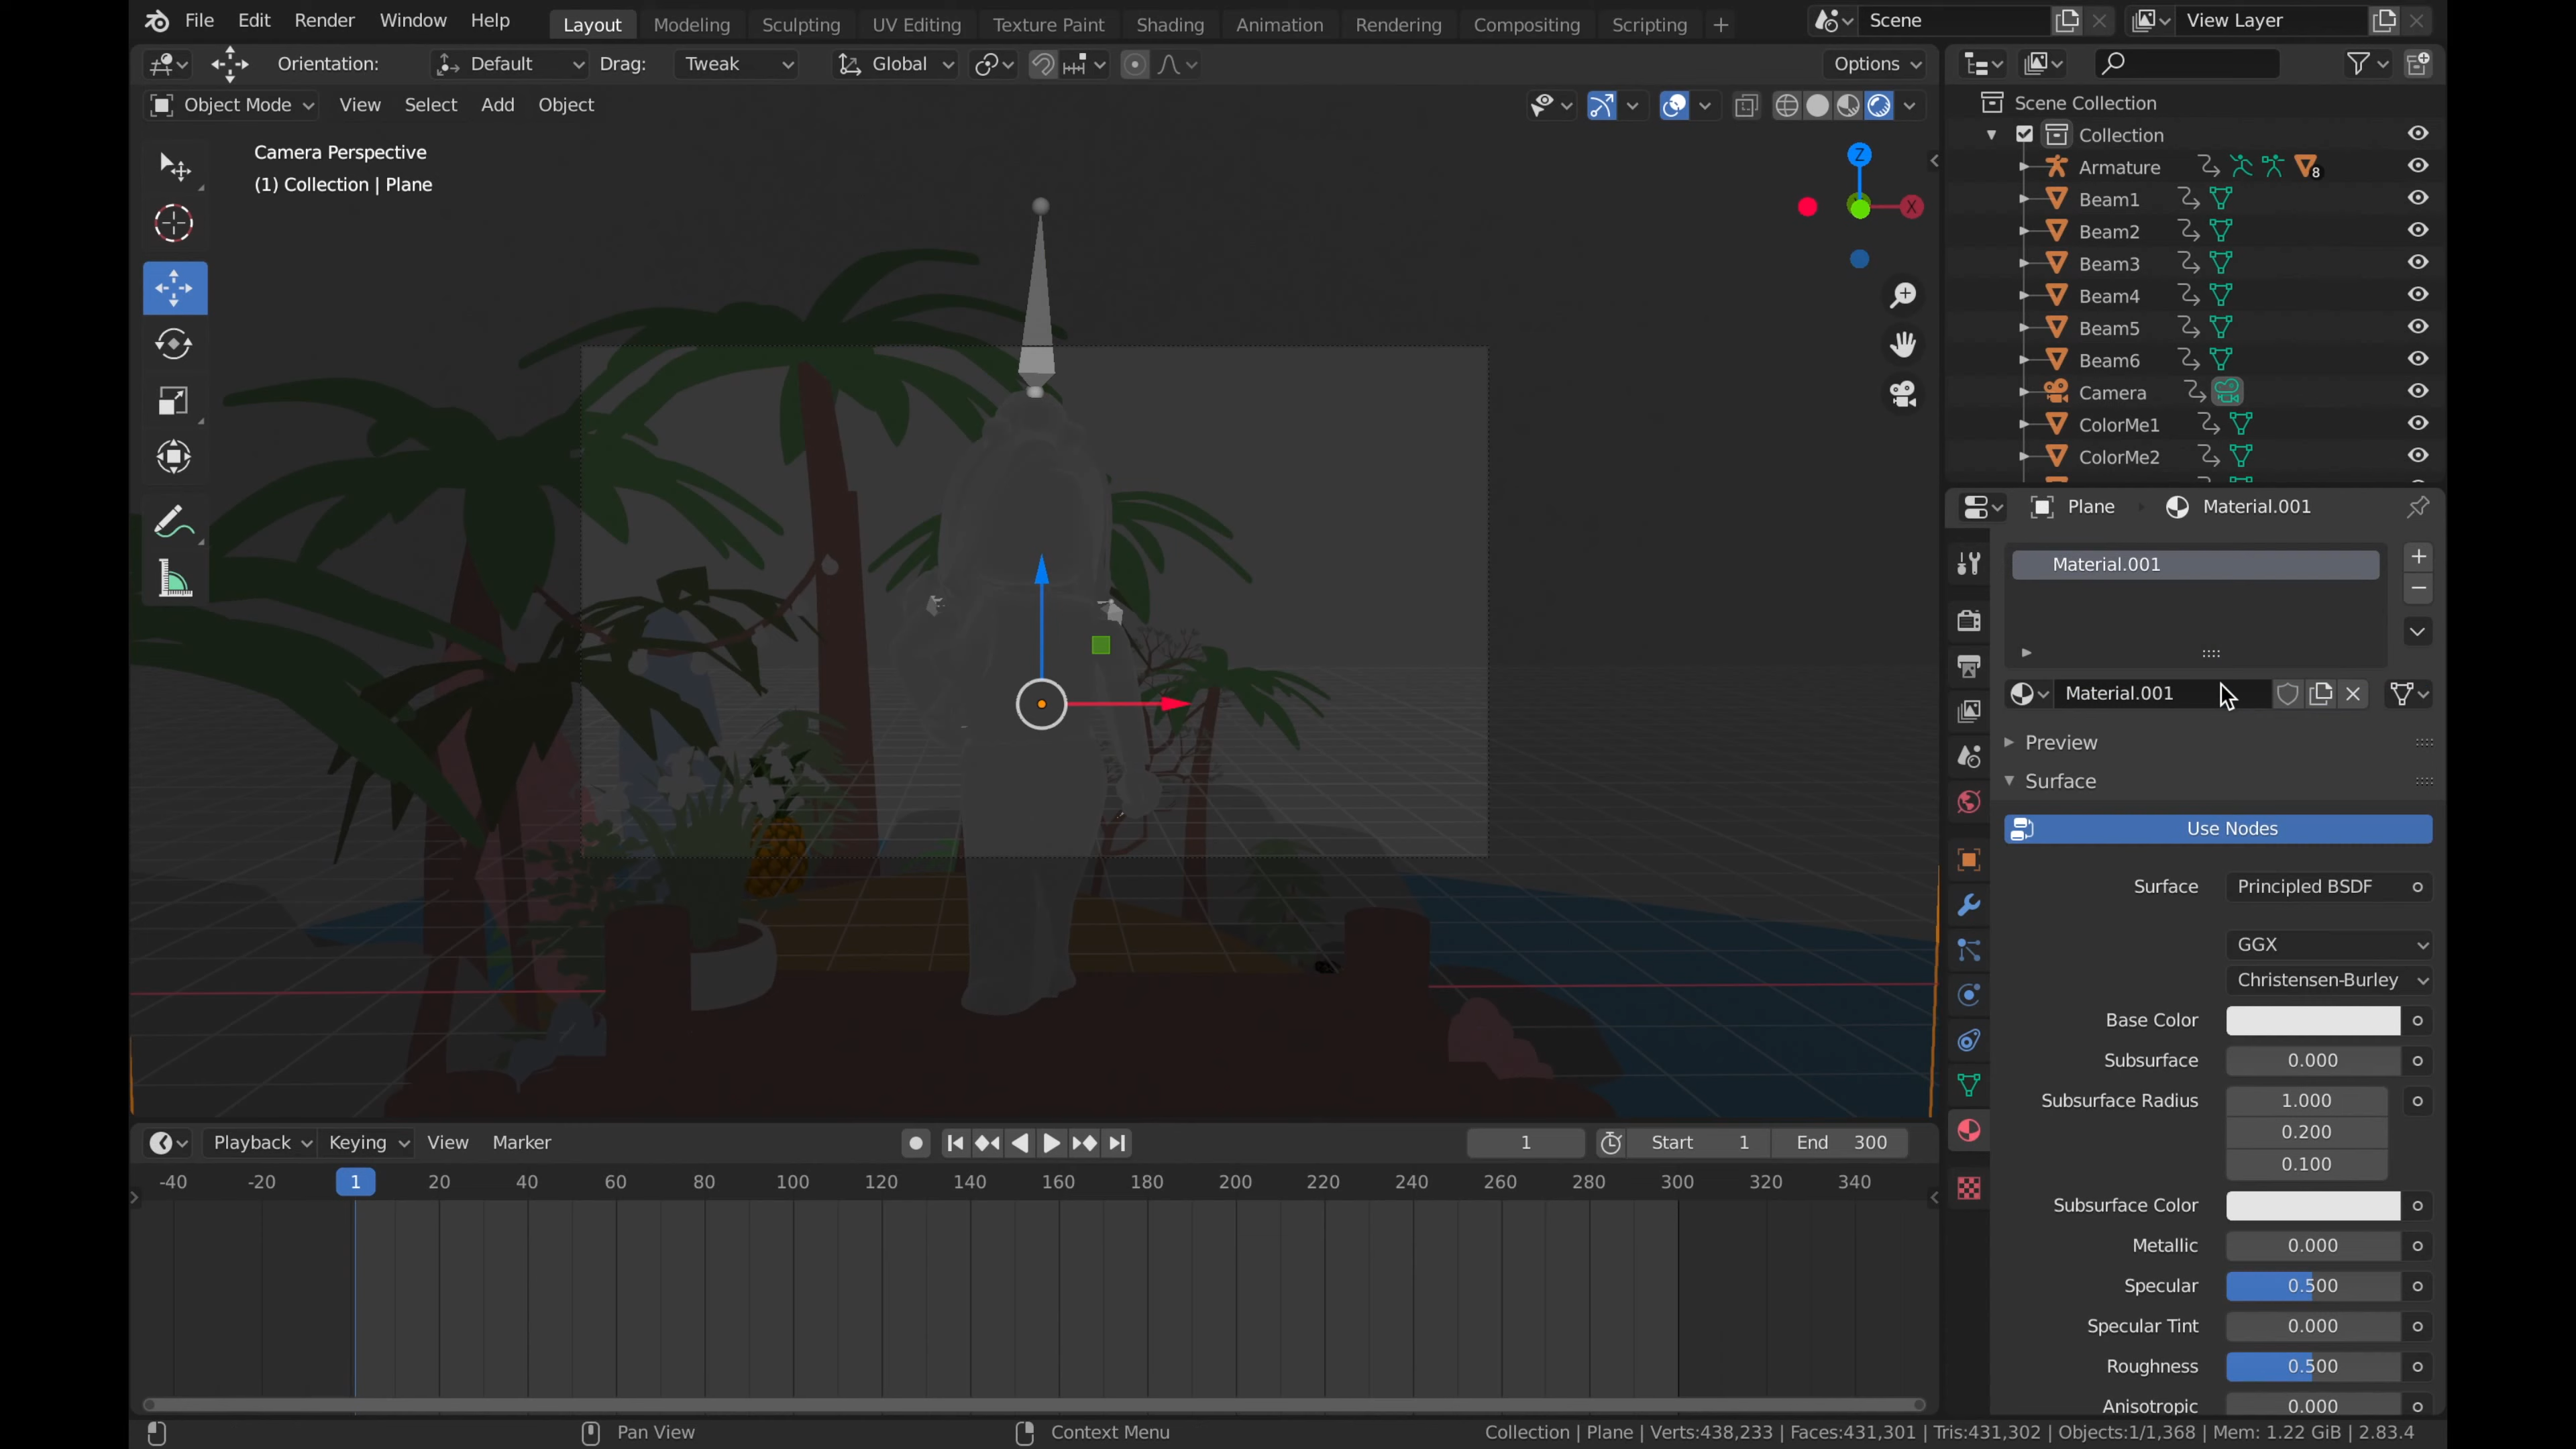 File Edit Render Window Help Layout Modeling Sculpting UV Editing Texture Paint Shading Animation Rendering Compositing Scripting + Scene View Layer
Orientation: Default Drag: Tweak Global Options
Object Mode View Select Add Object
Camera Perspective
(1) Collection | Plane
Z
X
Scene Collection
Collection
Armature 8
Beam1
Beam2
Beam3
Beam4
Beam5
Beam6
Camera
ColorMe1
ColorMe2
Plane Material.001
Material.001
Material.001
Preview
Surface
Use Nodes
Surface Principled BSDF
GGX
Christensen-Burley
Base Color
Subsurface 0.000
Subsurface Radius 1.000
0.200
0.100
Subsurface Color
Metallic 0.000
Specular 0.500
Specular Tint 0.000
Roughness 0.500
Anisotropic 0.000
Playback Keying View Marker 1 Start 1 End 300
-40 -20 1 20 40 60 80 100 120 140 160 180 200 220 240 260 280 300 320 340
Pan View Context Menu Collection | Plane | Verts:438,233 | Faces:431,301 | Tris:431,302 | Objects:1/1,368 | Mem: 1.22 GiB | 2.83.4